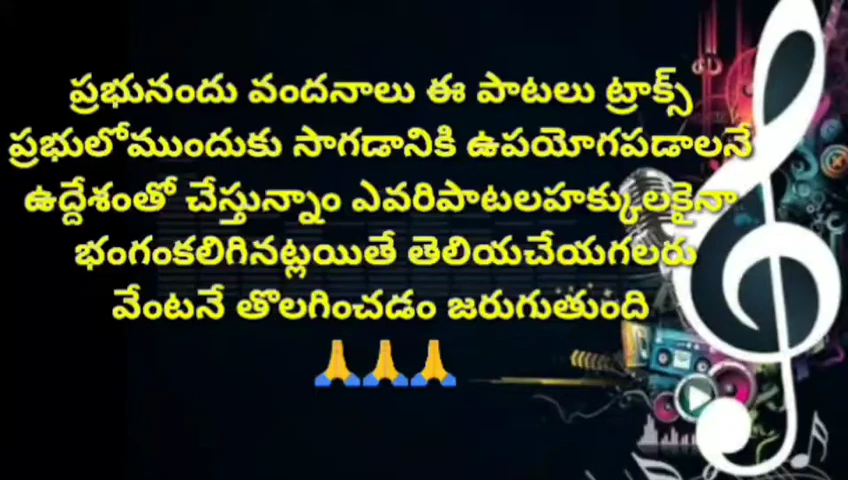 ప్రభునందు వందనాలు ఈ పాటలు ట్రాక్స్
ప్రభులోముందుకు సాగడానికి ఉపయోగపడాలనే
ఉద్దేశంతో చేస్తున్నాం ఎవరిపాటలహక్కులకైనా
భంగంకలిగినట్లయితే తెలియచేయగలరు
వేంటనే తొలగించడం జరుగుతుంది
🙏🙏🙏